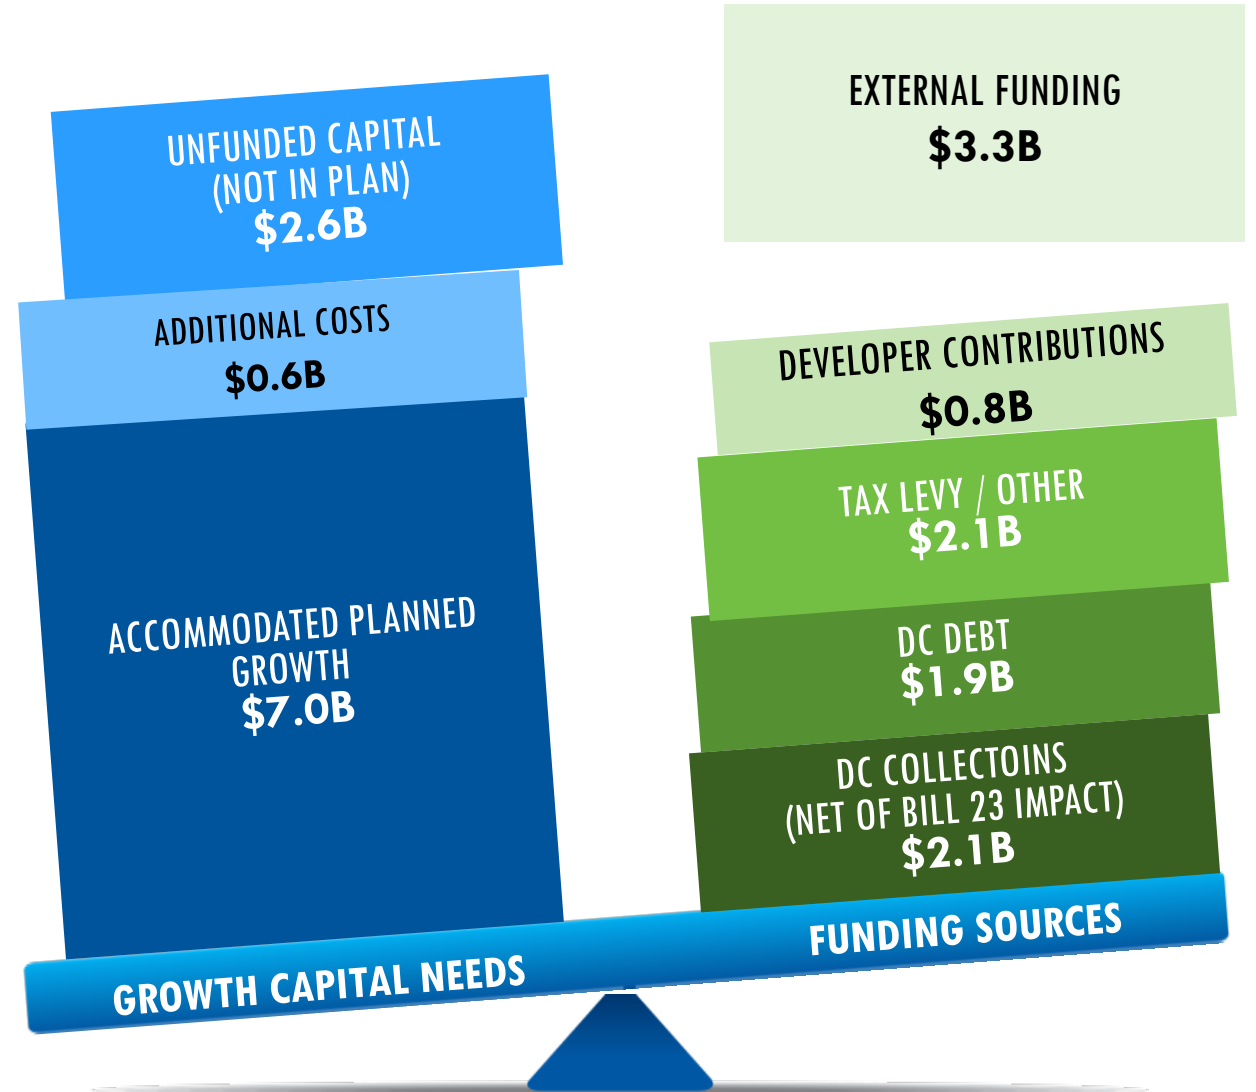 UNFUNDED CAPITAL
(NOT IN PLAN)
$2.6B
ADDITIONAL COSTS
$0.6B
ACCOMMODATED PLANNED
GROWTH
$7.0B
GROWTH CAPITAL NEEDS
EXTERNAL FUNDING
$3.3B
DEVELOPER CONTRIBUTIONS
$0.8B
TAX LEVY / OTHER
$2.1B
DC DEBT
$1.9B
DC COLLECTOINS
(NET OF BILL 23 IMPACT)
$2.1B
FUNDING SOURCES